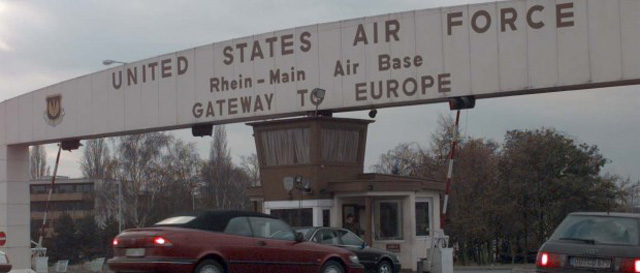 UNITED STATES AIR FORCE
Rhein-Main Air Base
GATEWAY TO EUROPE